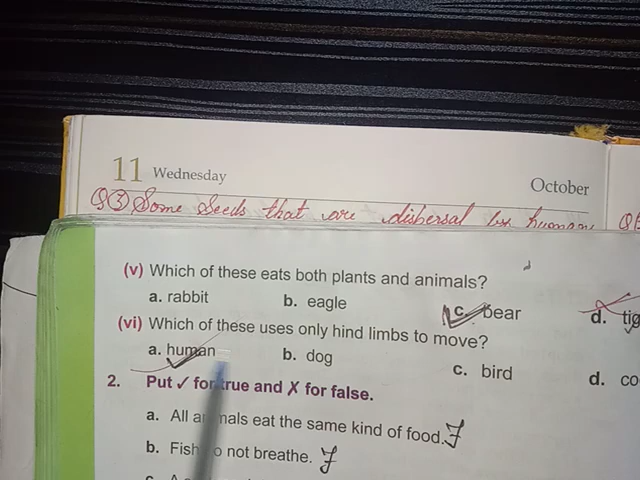 11 Wednesday
October
Q3) Some Seeds that are disbersal by humans
(v) Which of these eats both plants and animals?
a. rabbit b. eagle c. bear d.
(vi) Which of these uses only hind limbs to move?
a. human b. dog c. bird d.
2. Put ✓ for true and ✗ for false.
a. All animals eat the same kind of food. F
b. Fish do not breathe. F